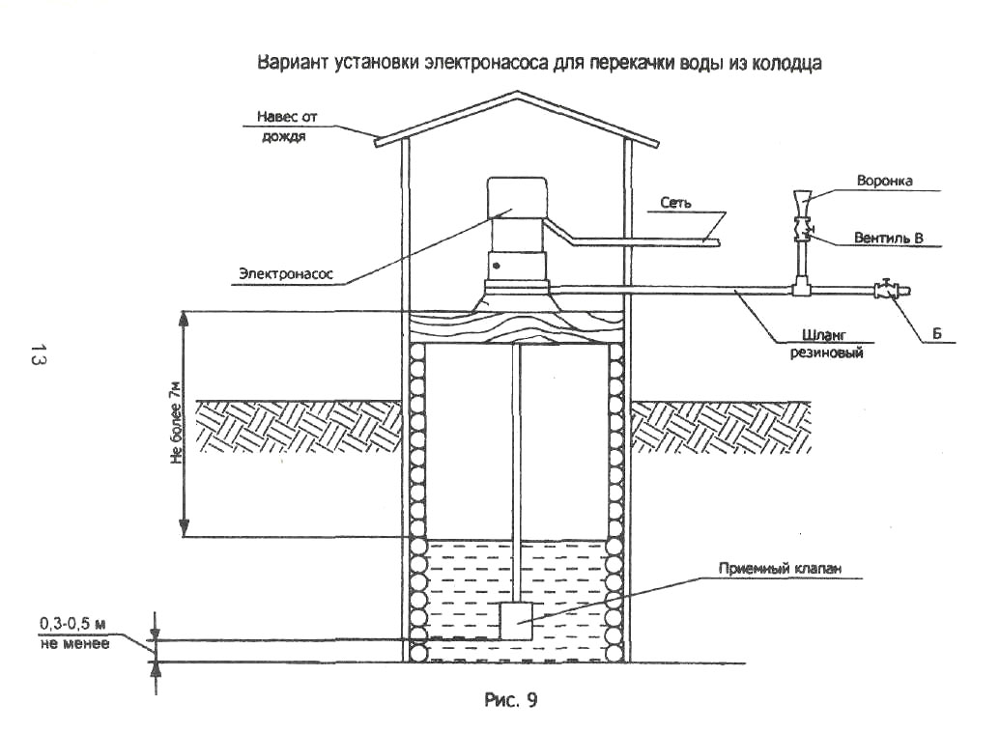 Вариант установки электронасоса для перекачки воды из колодца
Навес от
дождя
Воронка
Сеть
Вентиль В
Электронасос
Шланг
резиновый
Б
13
Не более 7м
Приемный клапан
0,3-0,5 м
не менее
Рис. 9